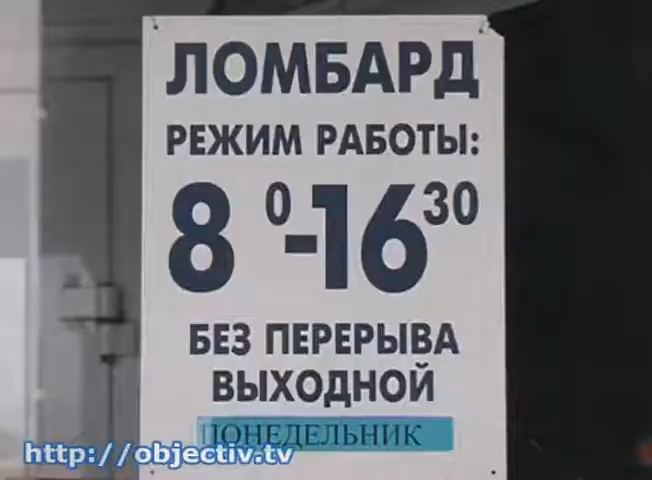 ЛОМБАРД
РЕЖИМ РАБОТЫ:
8 0-16 30
БЕЗ ПЕРЕРЫВА
ВЫХОДНОЙ
ПОНЕДЕЛЬНИК
http://objectiv.tv